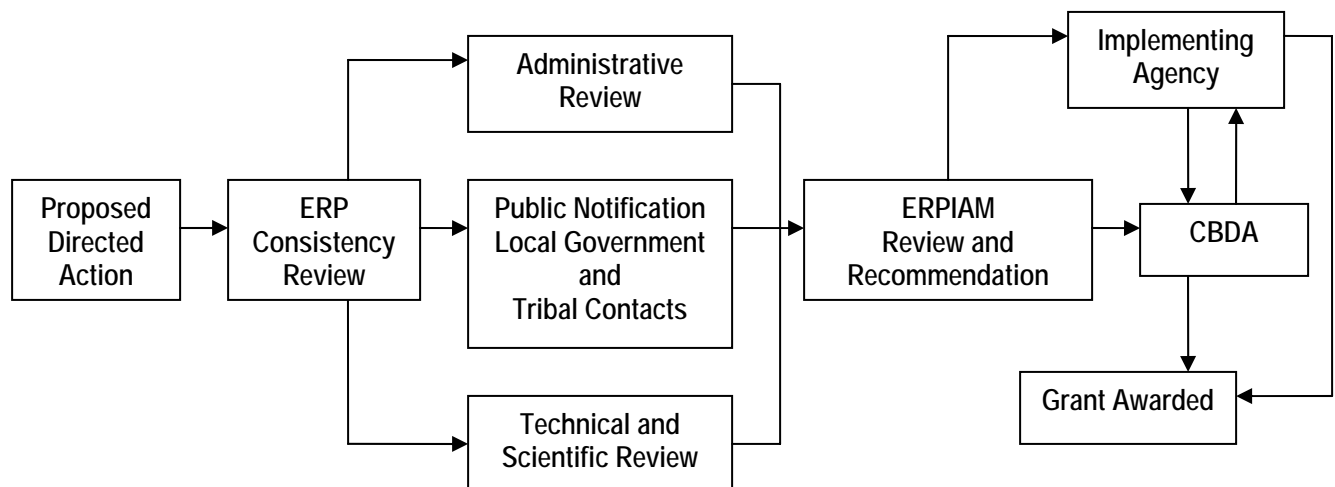 Proposed
Directed
Action
ERP
Consistency
Review
Administrative
Review
Public Notification
Local Government
and
Tribal Contacts
Technical and
Scientific Review
ERPIAM
Review and
Recommendation
Implementing
Agency
CBDA
Grant Awarded